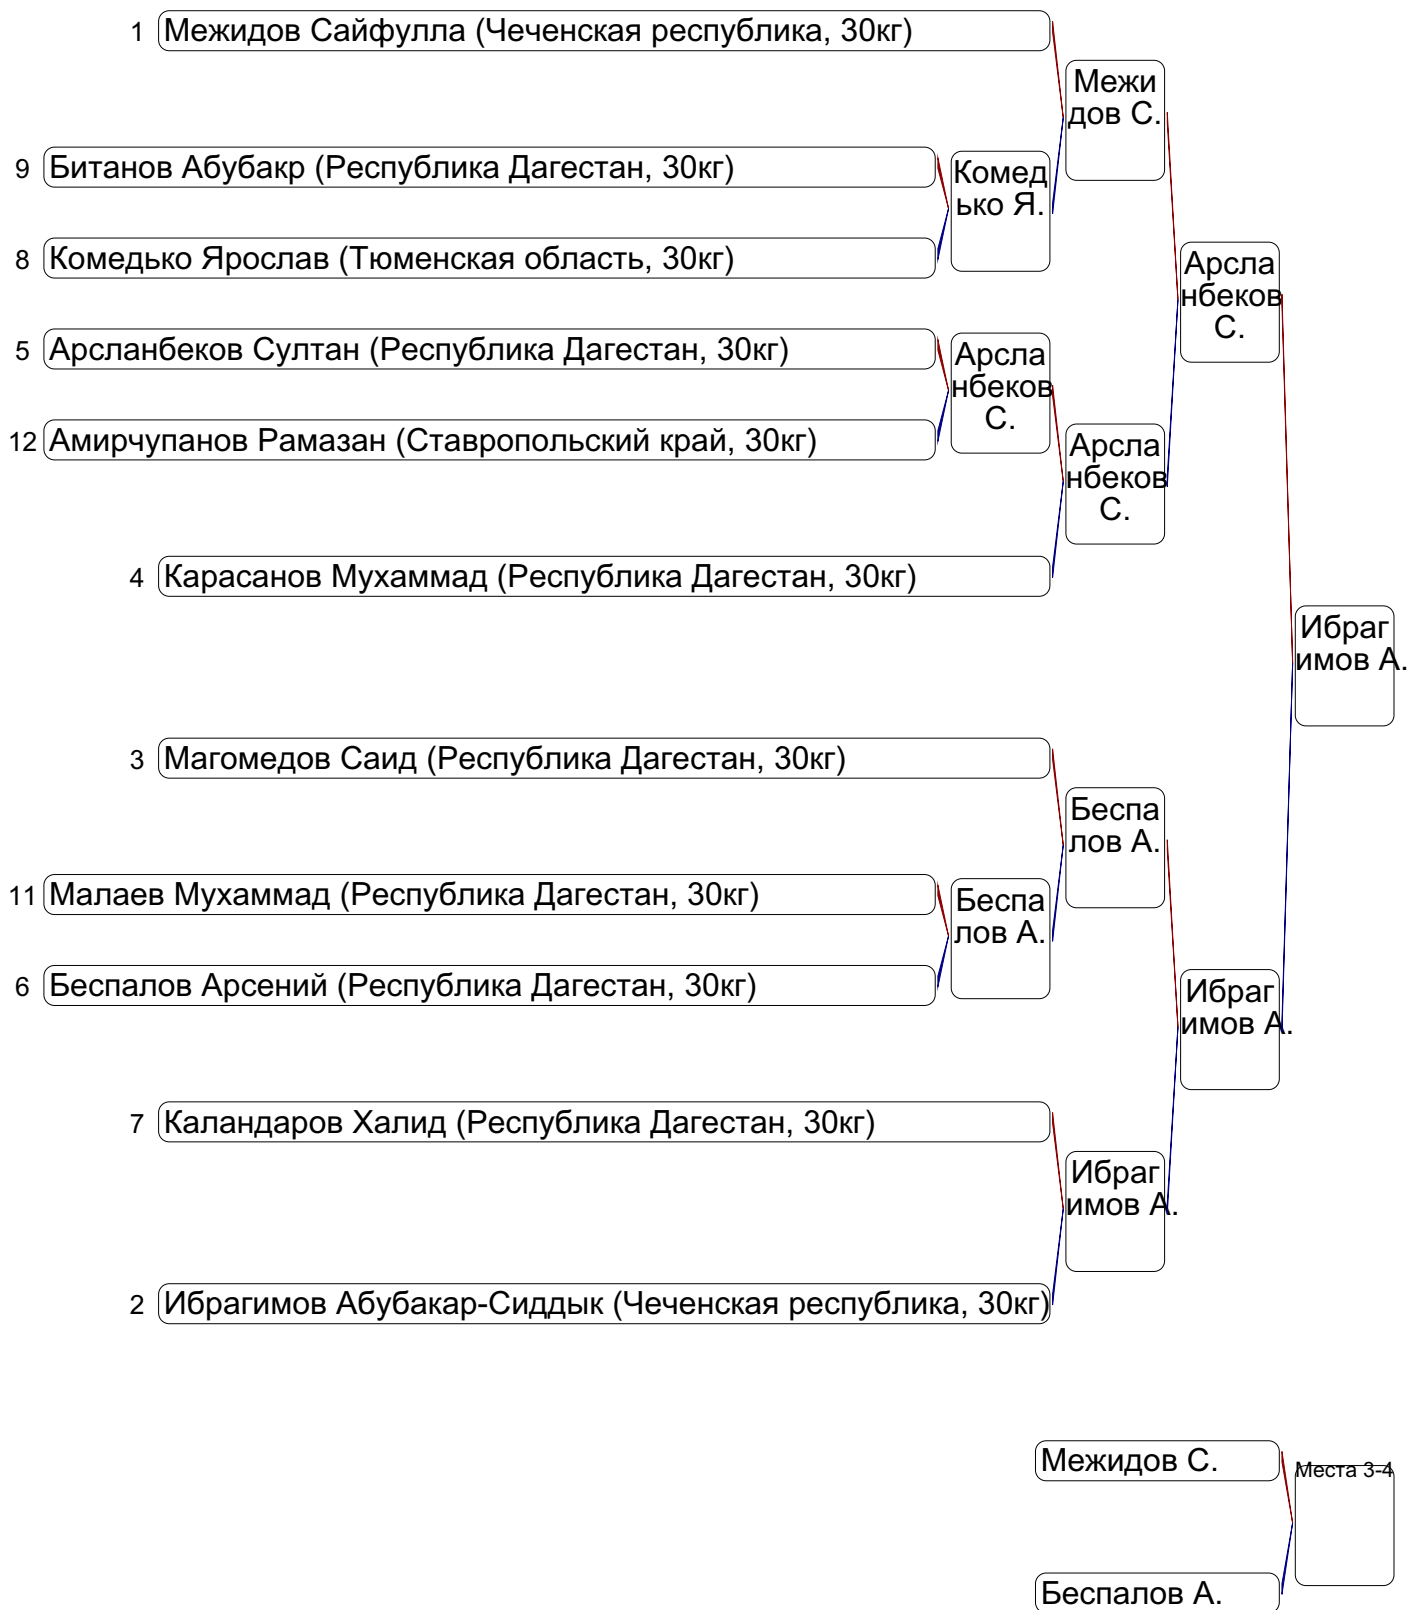 1 Межидов Сайфулла (Чеченская республика, 30кг)
Межи
дов С.
9 Битанов Абубакр (Республика Дагестан, 30кг)
Комед
ько Я.
8 Комедько Ярослав (Тюменская область, 30кг)
Арсла
нбеков
С.
5 Арсланбеков Султан (Республика Дагестан, 30кг)
Арсла
нбеков
С.
12 Амирчупанов Рамазан (Ставропольский край, 30кг)
Арсла
нбеков
С.
4 Карасанов Мухаммад (Республика Дагестан, 30кг)
Ибраг
имов А.
3 Магомедов Саид (Республика Дагестан, 30кг)
Беспа
лов А.
11 Малаев Мухаммад (Республика Дагестан, 30кг)
Беспа
лов А.
6 Беспалов Арсений (Республика Дагестан, 30кг)
Ибраг
имов А.
7 Каландаров Халид (Республика Дагестан, 30кг)
Ибраг
имов А.
2 Ибрагимов Абубакар-Сиддык (Чеченская республика, 30кг)
Межидов С.
Места 3-4
Беспалов А.